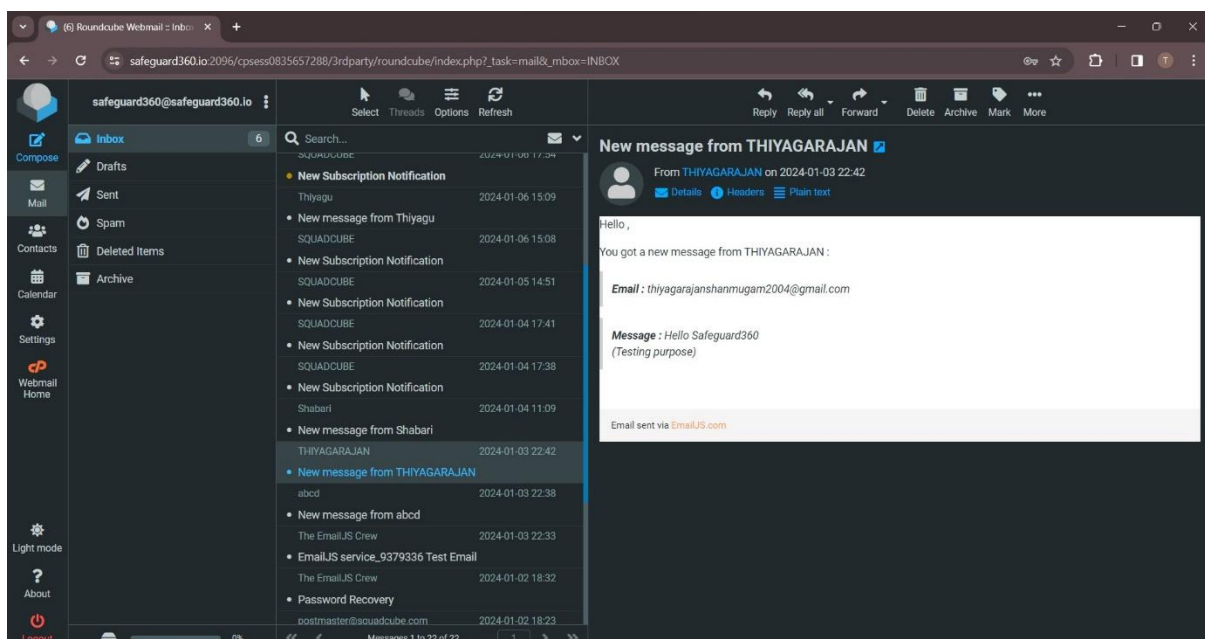 (6) Roundcube Webmail :: Inbo
safeguard360.io:2096/cpsess0835657288/3rdparty/roundcube/index.php?_task=mail&_mbox=INBOX
T
safeguard360@safeguard360.io
Compose
Mail
Contacts
Calendar
Settings
cP
Webmail
Home
Light mode
?
About
Logout
Inbox 6
Drafts
Sent
Spam
Deleted Items
Archive
0%
Select Threads Options Refresh
Search...
SQUADCUBE 2024-01-06 17:54
New Subscription Notification
Thiyagu 2024-01-06 15:09
New message from Thiyagu
SQUADCUBE 2024-01-06 15:08
New Subscription Notification
SQUADCUBE 2024-01-05 14:51
New Subscription Notification
SQUADCUBE 2024-01-04 17:41
New Subscription Notification
SQUADCUBE 2024-01-04 17:38
New Subscription Notification
Shabari 2024-01-04 11:09
New message from Shabari
THIYAGARAJAN 2024-01-03 22:42
New message from THIYAGARAJAN
abcd 2024-01-03 22:38
New message from abcd
The EmailJS Crew 2024-01-03 22:33
EmailJS service_9379336 Test Email
The EmailJS Crew 2024-01-02 18:32
Password Recovery
postmaster@squadcube.com 2024-01-02 18:23
Messages 1 to 22 of 22 1
Reply Reply all Forward Delete Archive Mark More
New message from THIYAGARAJAN
From THIYAGARAJAN on 2024-01-03 22:42
Details Headers Plain text
Hello ,
You got a new message from THIYAGARAJAN :
Email : thiyagarajanshanmugam2004@gmail.com
Message : Hello Safeguard360
(Testing purpose)
Email sent via EmailJS.com